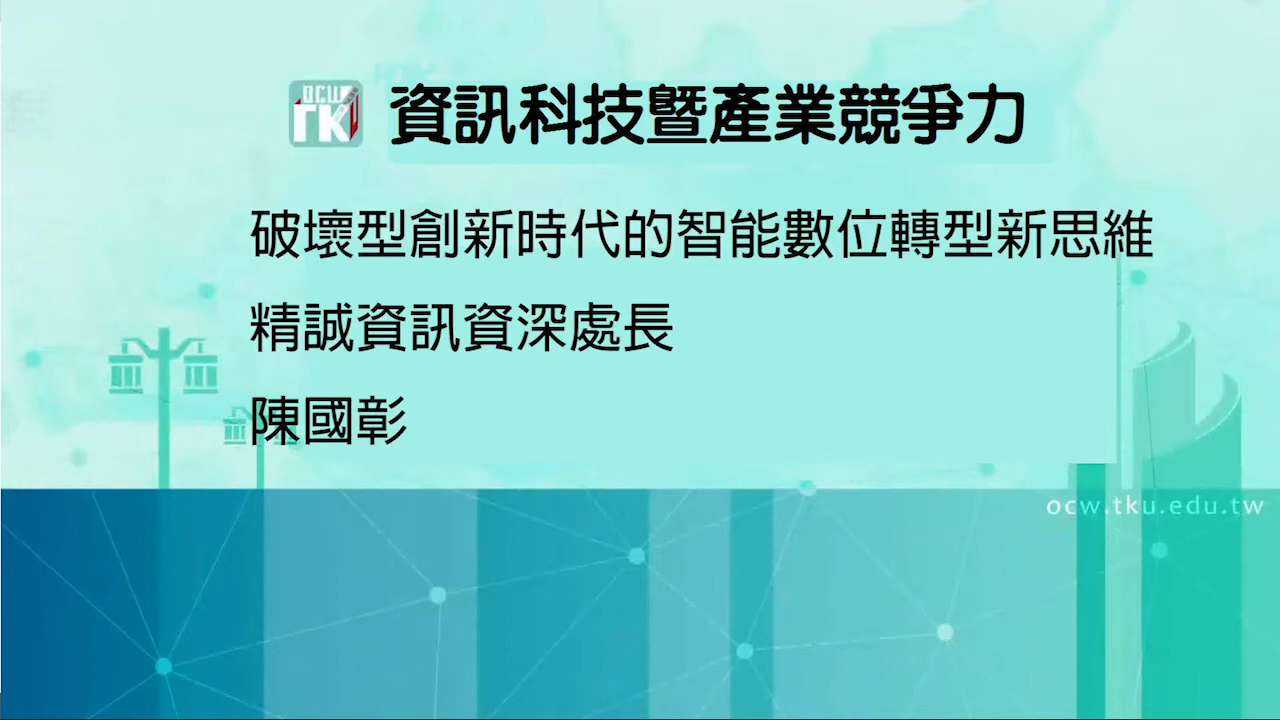 OCW
TK
資訊科技暨產業競爭力
破壞型創新時代的智能數位轉型新思維
精誠資訊資深處長
陳國彰
ocw.tku.edu.tw